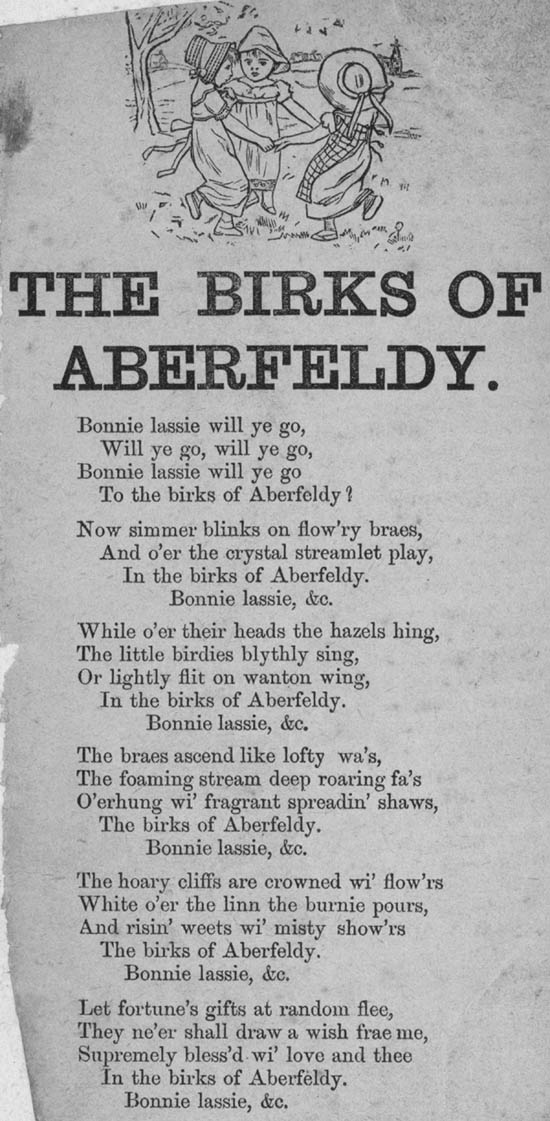 THE BIRKS OF
ABERFELDY.
Bonnie lassie will ye go,
Will ye go, will ye go,
Bonnie lassie will ye go
To the birks of Aberfeldy?
Now simmer blinks on flow'ry braes,
And o'er the crystal streamlet play,
In the birks of Aberfeldy.
Bonnie lassie, &c.
While o'er their heads the hazels hing,
The little birdies blythly sing,
Or lightly flit on wanton wing,
In the birks of Aberfeldy.
Bonnie lassie, &c.
The braes ascend like lofty wa's,
The foaming stream deep roaring fa's
O'erhung wi' fragrant spreadin' shaws,
The birks of Aberfeldy.
Bonnie lassie, &c.
The hoary cliffs are crowned wi' flow'rs
White o'er the linn the burnie pours,
And risin' weets wi' misty show'rs
The birks of Aberfeldy.
Bonnie lassie, &c.
Let fortune's gifts at random flee,
They ne'er shall draw a wish frae me,
Supremely bless'd wi' love and thee
In the birks of Aberfeldy.
Bonnie lassie, &c.